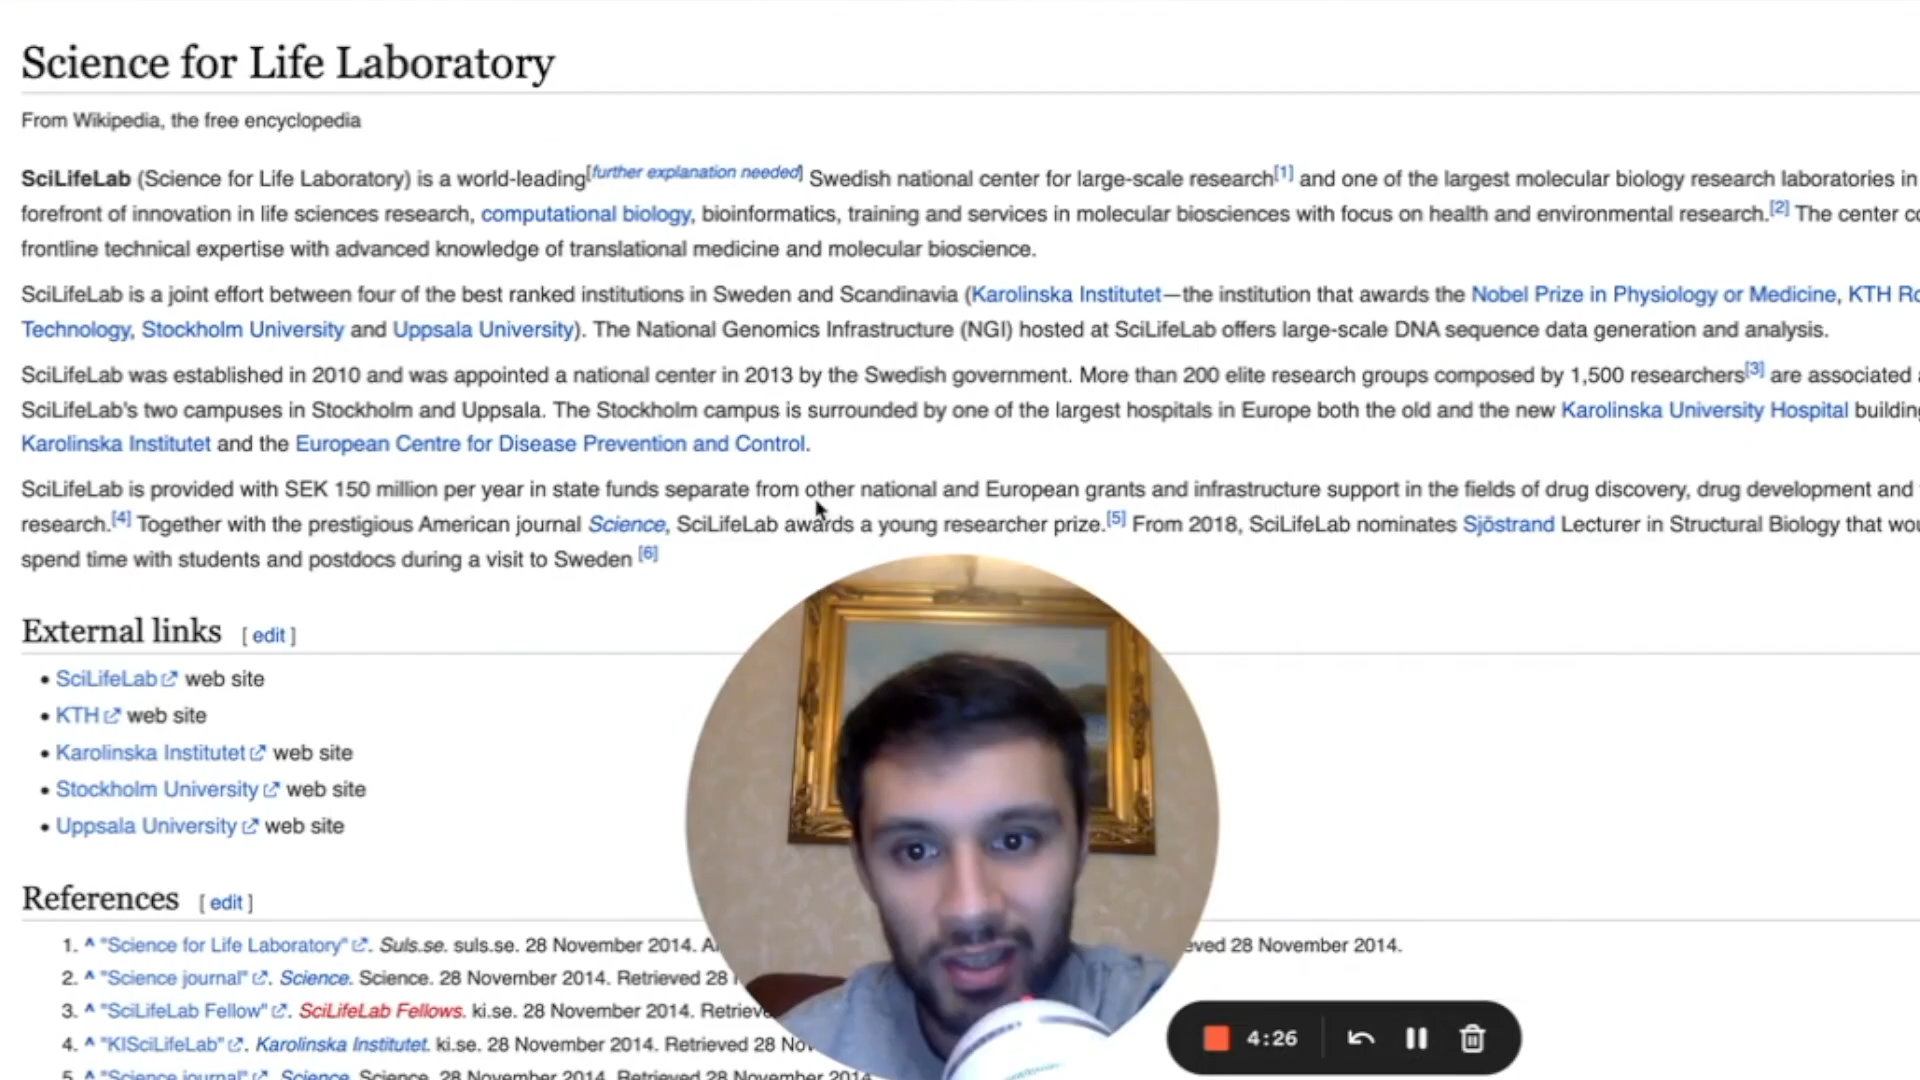 Science for Life Laboratory
From Wikipedia, the free encyclopedia
SciLifeLab (Science for Life Laboratory) is a world-leading[further explanation needed] Swedish national center for large-scale research[1] and one of the largest molecular biology research laboratories in
forefront of innovation in life sciences research, computational biology, bioinformatics, training and services in molecular biosciences with focus on health and environmental research.[2] The center
frontline technical expertise with advanced knowledge of translational medicine and molecular bioscience.
SciLifeLab is a joint effort between four of the best ranked institutions in Sweden and Scandinavia (Karolinska Institutet—the institution that awards the Nobel Prize in Physiology or Medicine, KTH
Technology, Stockholm University and Uppsala University). The National Genomics Infrastructure (NGI) hosted at SciLifeLab offers large-scale DNA sequence data generation and analysis.
SciLifeLab was established in 2010 and was appointed a national center in 2013 by the Swedish government. More than 200 elite research groups composed by 1,500 researchers[3] are associated
SciLifeLab's two campuses in Stockholm and Uppsala. The Stockholm campus is surrounded by one of the largest hospitals in Europe both the old and the new Karolinska University Hospital
Karolinska Institutet and the European Centre for Disease Prevention and Control.
SciLifeLab is provided with SEK 150 million per year in state funds separate from other national and European grants and infrastructure support in the fields of drug discovery, drug development and
research.[4] Together with the prestigious American journal Science, SciLifeLab awards a young researcher prize.[5] From 2018, SciLifeLab nominates Sjöstrand Lecturer in Structural Biology that
spend time with students and postdocs during a visit to Sweden [6]
External links [ edit ]
• SciLifeLab web site
• KTH web site
• Karolinska Institutet web site
• Stockholm University web site
• Uppsala University web site
References [ edit ]
1. ^ "Science for Life Laboratory". Suls.se. suls.se. 28 November 2014. 28 November 2014.
2. ^ "Science journal". Science. Science. 28 November 2014. Retrieved 28
3. ^ "SciLifeLab Fellow". SciLifeLab Fellows. ki.se. 28 November 2014.
4. ^ "KISciLifeLab". Karolinska Institutet. ki.se. 28 November 2014. Retrieved 28
5. ^ "Science journal". Science. Science. 28 November 2014. Retrieved 28 November 2014
4:26